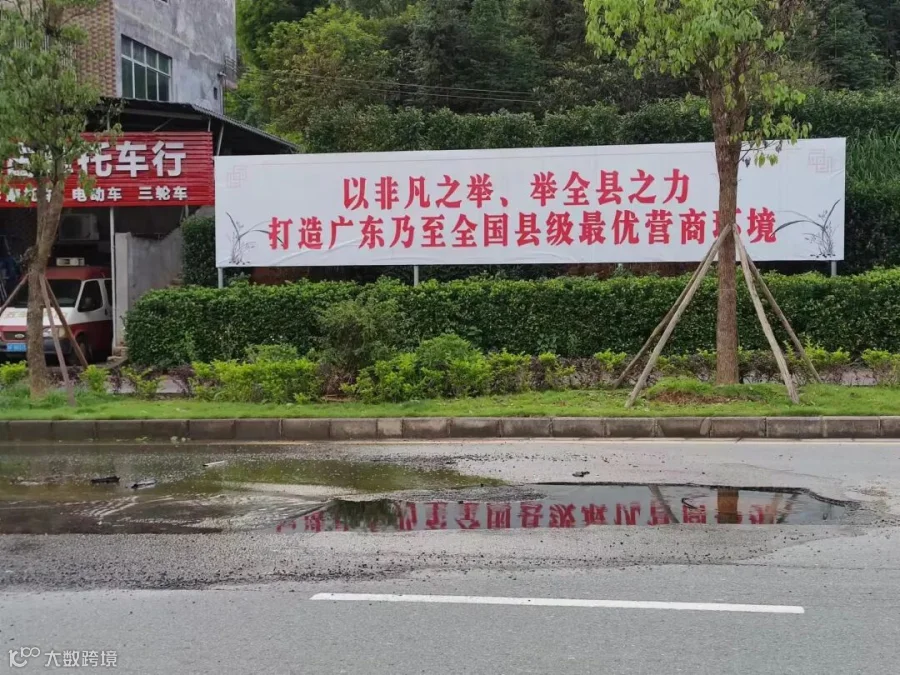 托车行
电动车 三轮车
以非凡之举、举全县之力
打造广东乃至全国县级最优营商环境
大数跨境